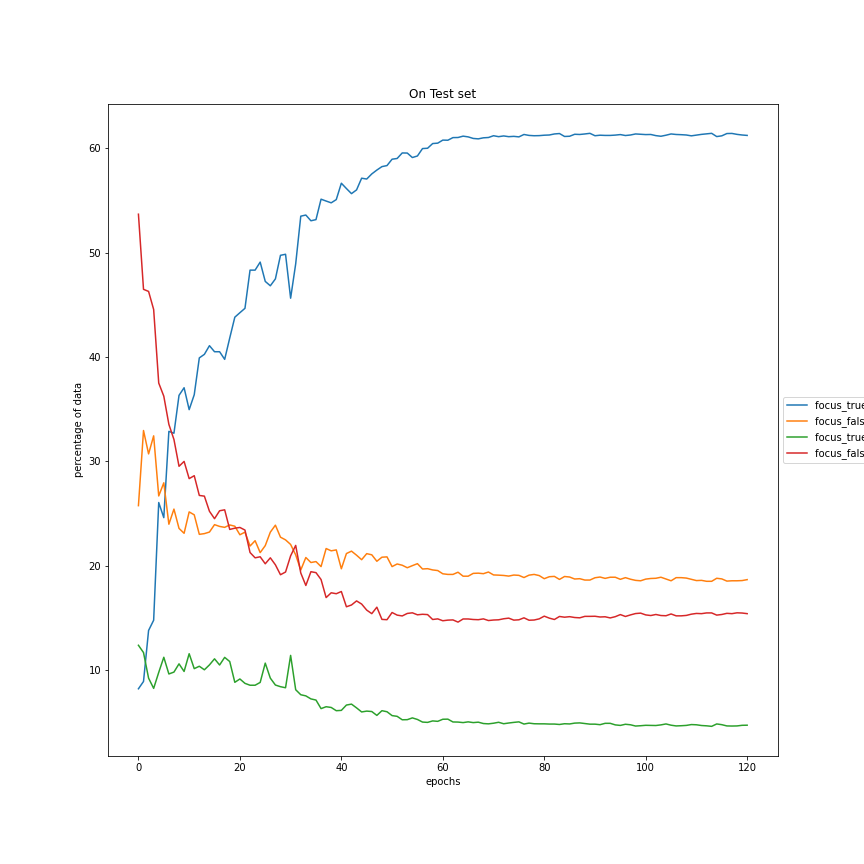 On Test set
percentage of data
60
50
40
30
20
10
0 20 40 60 80 100 120
epochs
focus_true
focus_fals
focus_true
focus_fals